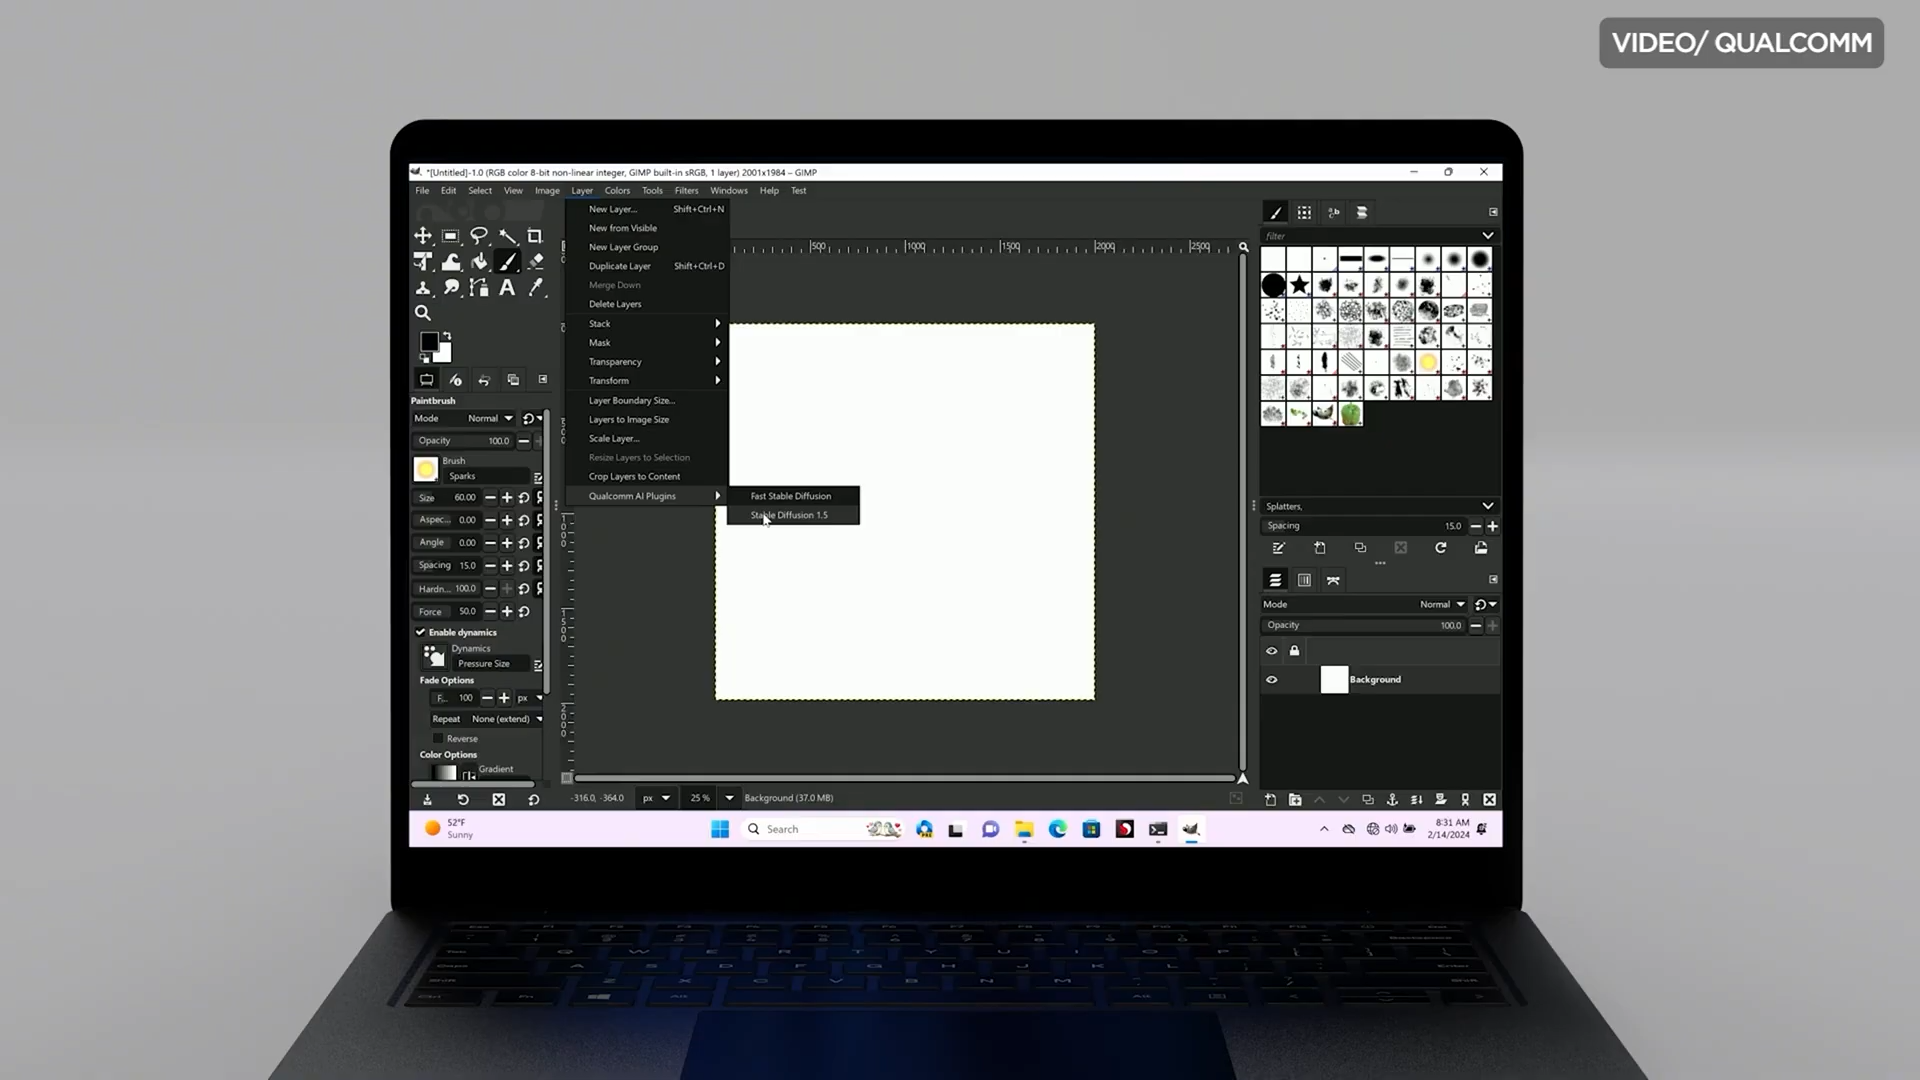 VIDEO/ QUALCOMM
*[Untitled]-1.0 (RGB color 8-bit non-linear integer, GIMP built-in sRGB, 1 layer) 2001x1984 – GIMP
File Edit Select View Image Layer Colors Tools Filters Windows Help Test
New Layer... Shift+Ctrl+N
New from Visible
New Layer Group
Duplicate Layer Shift+Ctrl+D
Merge Down
Delete Layers
Stack
Mask
Transparency
Transform
Layer Boundary Size...
Layers to Image Size
Scale Layer...
Resize Layers to Selection
Crop Layers to Content
Qualcomm AI Plugins
Fast Stable Diffusion
Stable Diffusion 1.5
500 1000 1500 2000 2500
Paintbrush
Mode Normal
Opacity 100.0
Brush
Sparks
Size 60.00
Aspec... 0.00
Angle 0.00
Spacing 15.0
Hardn... 100.0
Force 50.0
Enable dynamics
Dynamics
Pressure Size
Fade Options
F... 100 px
Repeat None (extend)
Reverse
Color Options
Gradient
-316.0, -364.0 px 25 % Background (37.0 MB)
filter
Splatters,
Spacing 15.0
Mode Normal
Opacity 100.0
Background
52°F
Sunny
Search
8:31 AM
2/14/2024